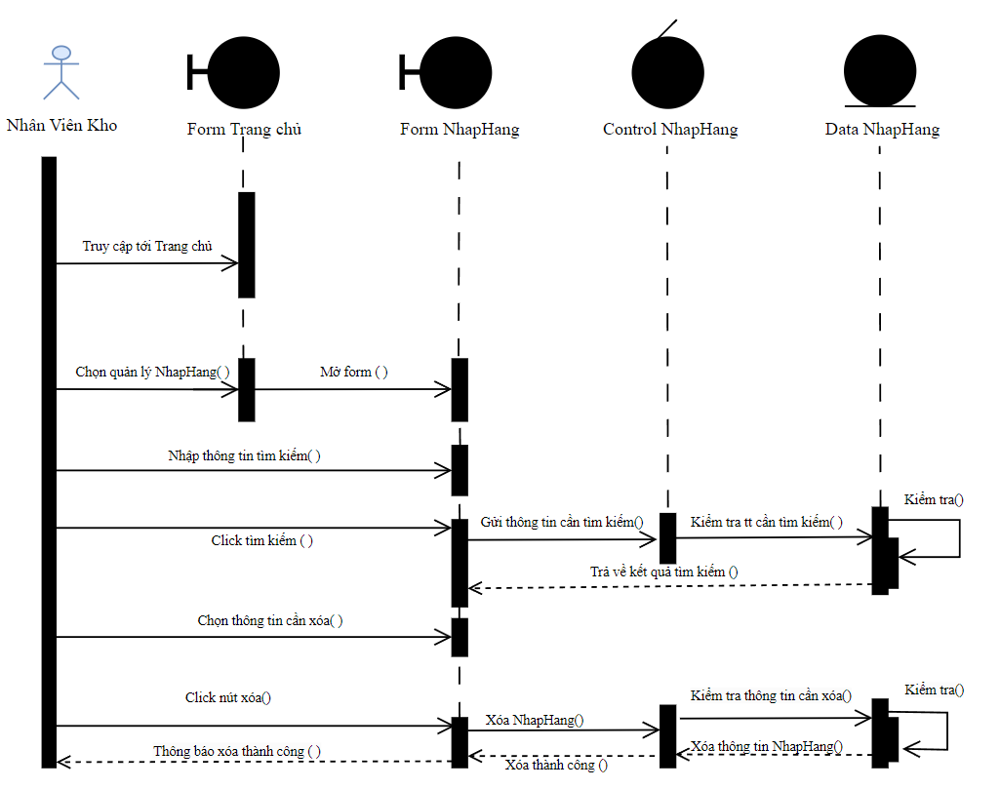 Nhân Viên Kho
Form Trang chủ
Form NhapHang
Control NhapHang
Data NhapHang
Truy cập tới Trang chủ
Chọn quản lý NhapHang( )
Mở form ( )
Nhập thông tin tìm kiếm( )
Kiểm tra()
Click tìm kiếm ( )
Gửi thông tin cần tìm kiếm()
Kiểm tra tt cần tìm kiếm( )
Trả về kết quả tìm kiếm ()
Chọn thông tin cần xóa( )
Click nút xóa()
Kiểm tra thông tin cần xóa()
Kiểm tra()
Xóa NhapHang()
Thông báo xóa thành công ( )
Xóa thông tin NhapHang()
Xóa thành công ()